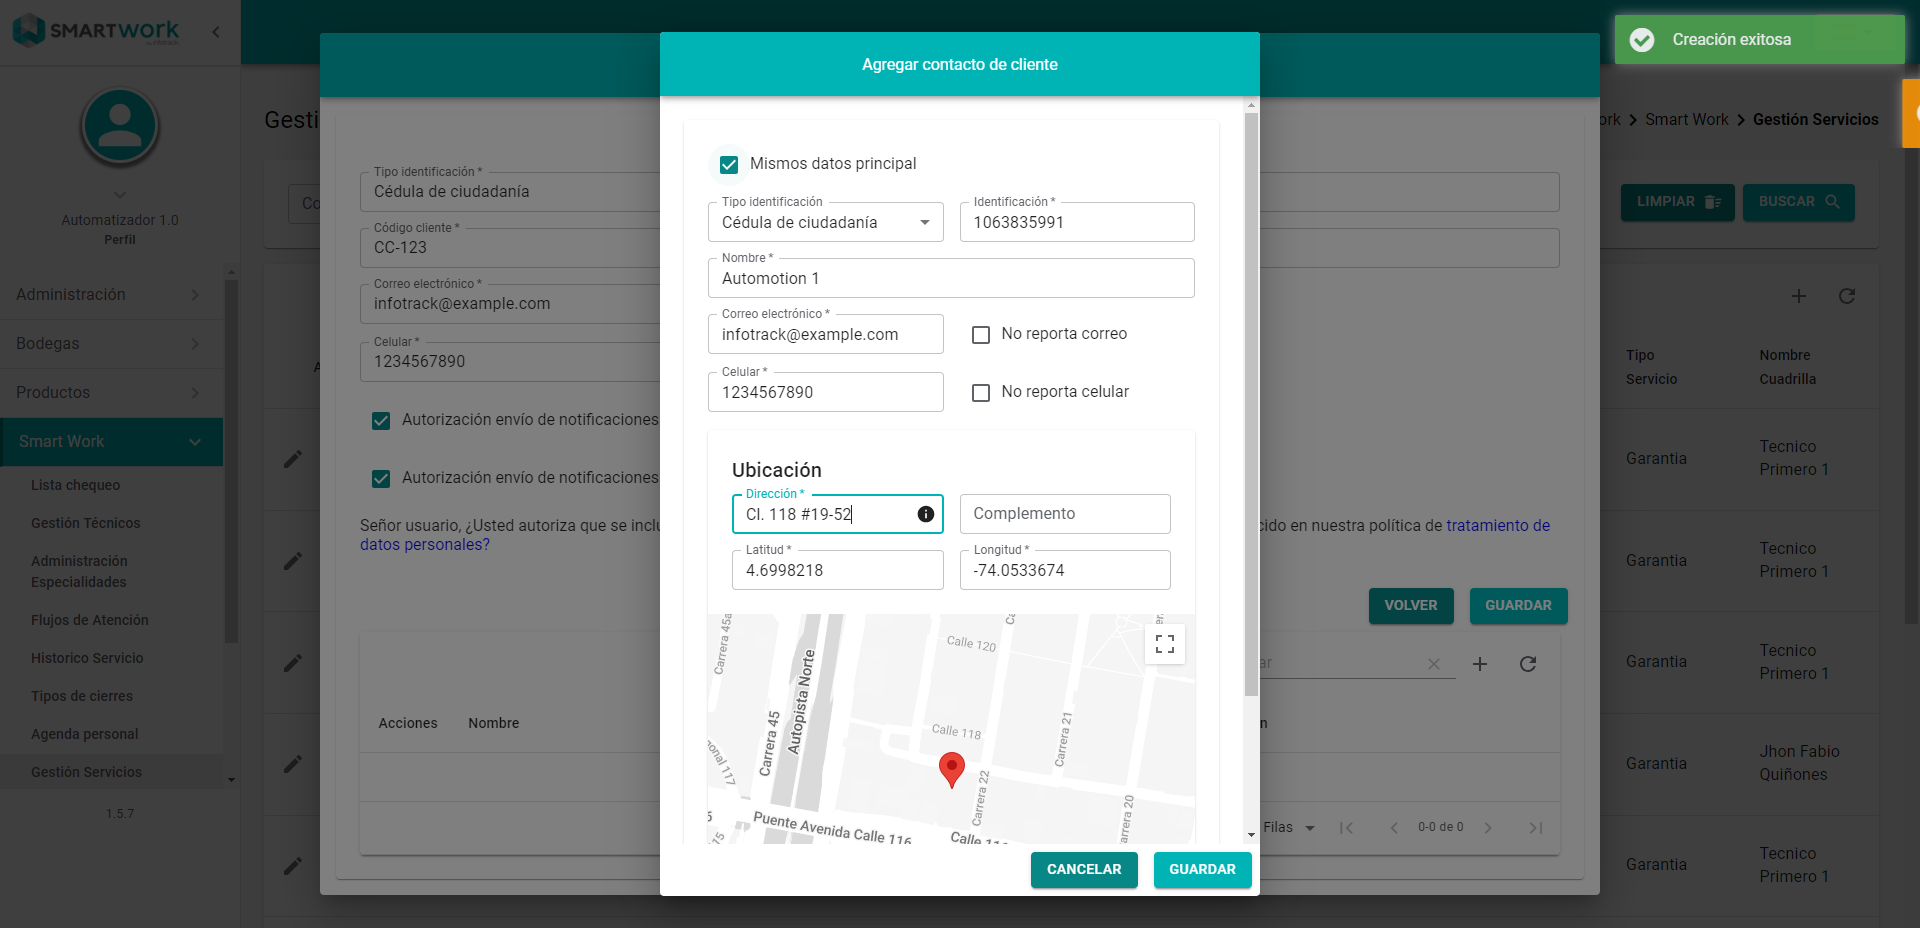 SMARTWORK
Creación exitosa
Agregar contacto de cliente
Gesti
ork > Smart Work > Gestión Servicios
Mismos datos principal
Tipo identificación *
Cédula de ciudadanía
Tipo identificación
Cédula de ciudadanía
Identificación *
1063835991
LIMPIAR
BUSCAR
Co
Automatizador 1.0
Perfil
Código cliente *
CC-123
Nombre *
Automotion 1
Correo electrónico *
infotrack@example.com
Correo electrónico *
infotrack@example.com
No reporta correo
Celular *
1234567890
Celular *
1234567890
No reporta celular
Administración
Bodegas
Productos
Smart Work
Lista chequeo
Gestión Técnicos
Administración
Especialidades
Flujos de Atención
Historico Servicio
Tipos de cierres
Agenda personal
Gestión Servicios
1.5.7
A
Tipo
Servicio
Nombre
Cuadrilla
Autorización envío de notificaciones
Autorización envío de notificaciones
Señor usuario, ¿Usted autoriza que se inclu
cido en nuestra política de tratamiento de
datos personales?
Ubicación
Dirección *
Cl. 118 #19-52
Complemento
Latitud *
4.6998218
Longitud *
-74.0533674
Garantia
Tecnico
Primero 1
Garantia
Tecnico
Primero 1
VOLVER
GUARDAR
Garantia
Tecnico
Primero 1
Garantia
Jhon Fabio
Quiñones
Garantia
Tecnico
Primero 1
ar
Acciones
Nombre
n
Filas
0-0 de 0
Carrera 45a
Autopista Norte
Carrera 45
Calle 120
Calle 118
Carrera 21
Carrera 22
Carrera 20
onal 117
Puente Avenida Calle 116
Calle 11
CANCELAR
GUARDAR